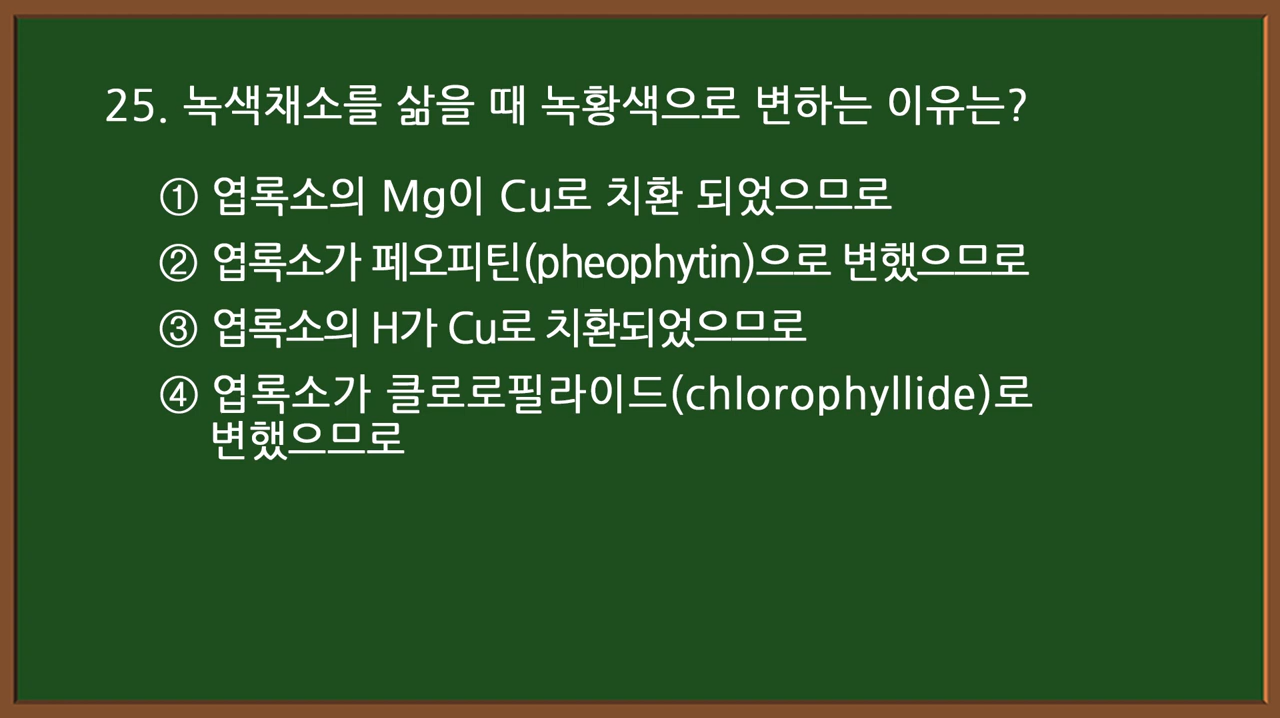 25. 녹색채소를 삶을 때 녹황색으로 변하는 이유는?
① 엽록소의 Mg이 Cu로 치환 되었으므로
② 엽록소가 페오피틴(pheophytin)으로 변했으므로
③ 엽록소의 H가 Cu로 치환되었으므로
④ 엽록소가 클로로필라이드(chlorophyllide)로
변했으므로